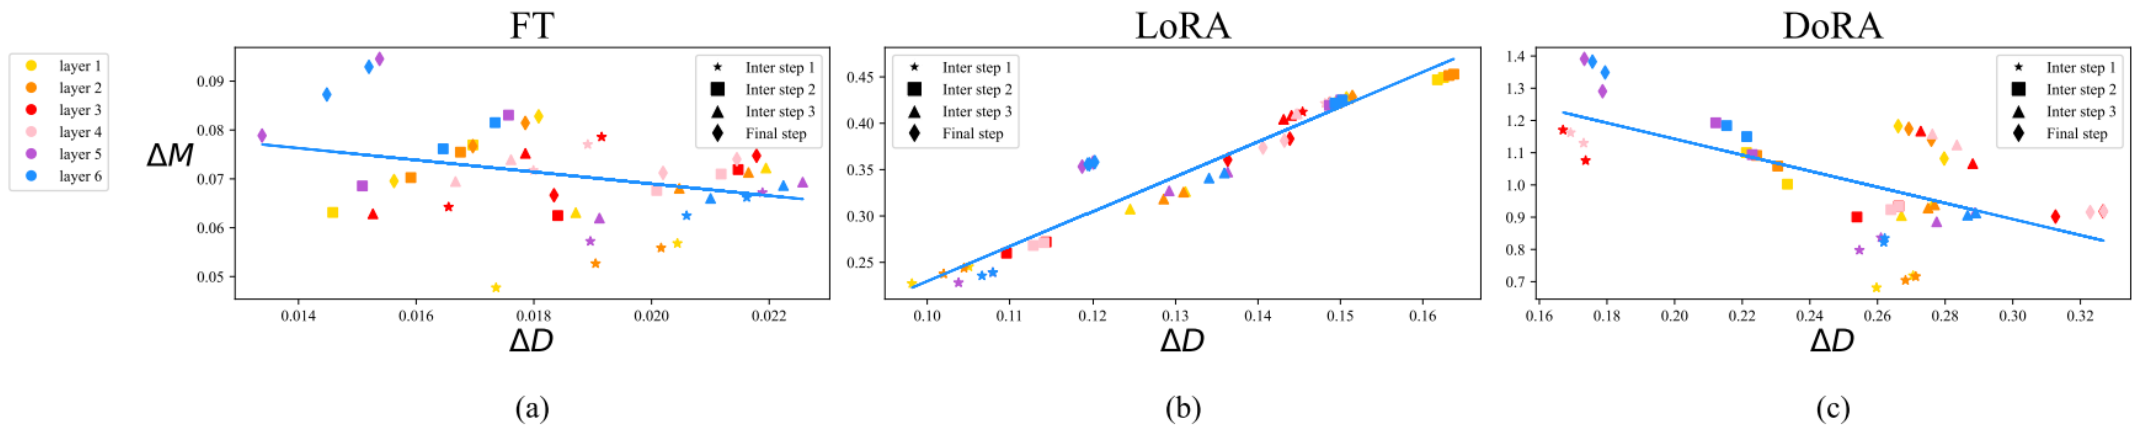 FT
LoRA
DoRA
layer 1
layer 2
layer 3
layer 4
layer 5
layer 6
ΔM
0.09
0.08
0.07
0.06
0.05
Inter step 1
Inter step 2
Inter step 3
Final step
0.014 0.016 0.018 0.020 0.022
ΔD
(a)
0.45
0.40
0.35
0.30
0.25
Inter step 1
Inter step 2
Inter step 3
Final step
0.10 0.11 0.12 0.13 0.14 0.15 0.16
ΔD
(b)
1.4
1.3
1.2
1.1
1.0
0.9
0.8
0.7
Inter step 1
Inter step 2
Inter step 3
Final step
0.16 0.18 0.20 0.22 0.24 0.26 0.28 0.30 0.32
ΔD
(c)